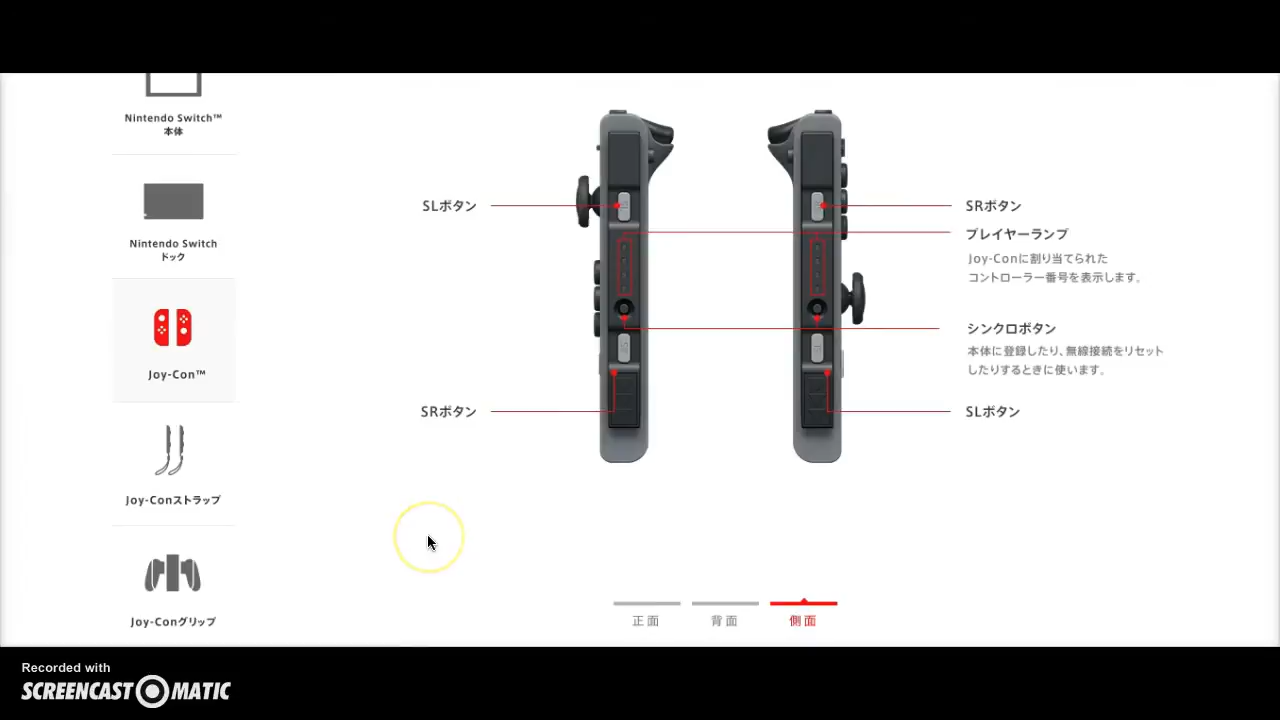 Nintendo Switch™
本体
Nintendo Switch
ドック
Joy-Con™
Joy-Conストラップ
Joy-Conグリップ
SLボタン
SRボタン
SRボタン
プレイヤーランプ
Joy-Conに割り当てられた
コントローラー番号を表示します。
シンクロボタン
本体に登録したり、無線接続をリセット
したりするときに使います。
SLボタン
正面
背面
側面
Recorded with
SCREENCAST MATIC